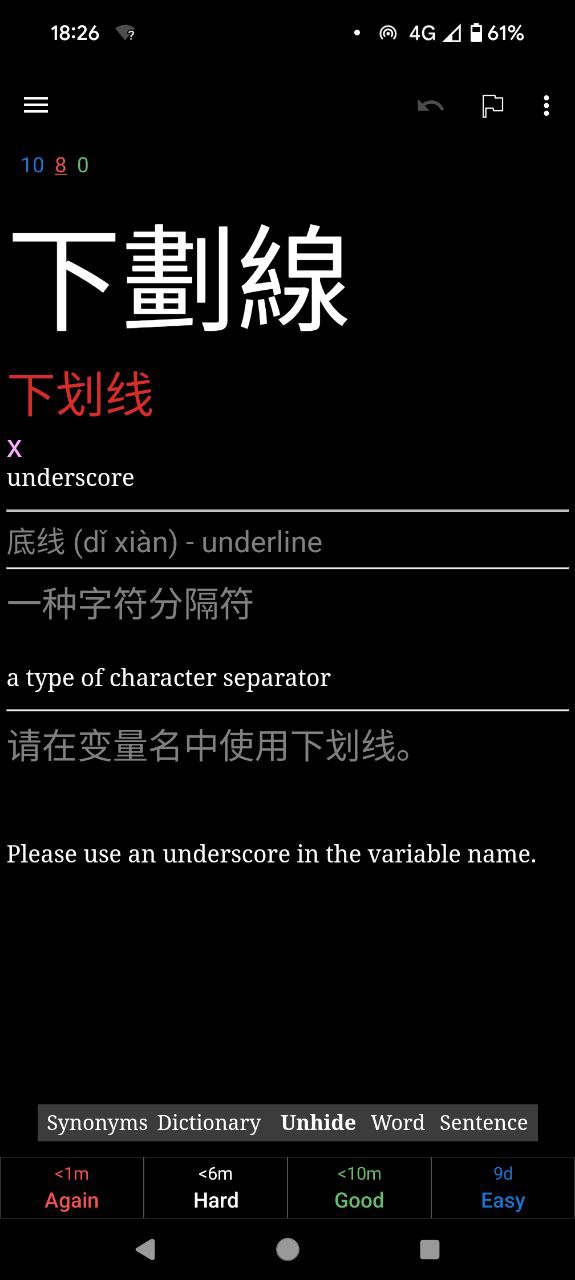 18:26 4G 61%
10 8 0
下劃線
下划线
X
underscore
底线 (dǐ xiàn) - underline
一种字符分隔符
a type of character separator
请在变量名中使用下划线。
Please use an underscore in the variable name.
Synonyms Dictionary Unhide Word Sentence
<1m <6m <10m 9d
Again Hard Good Easy